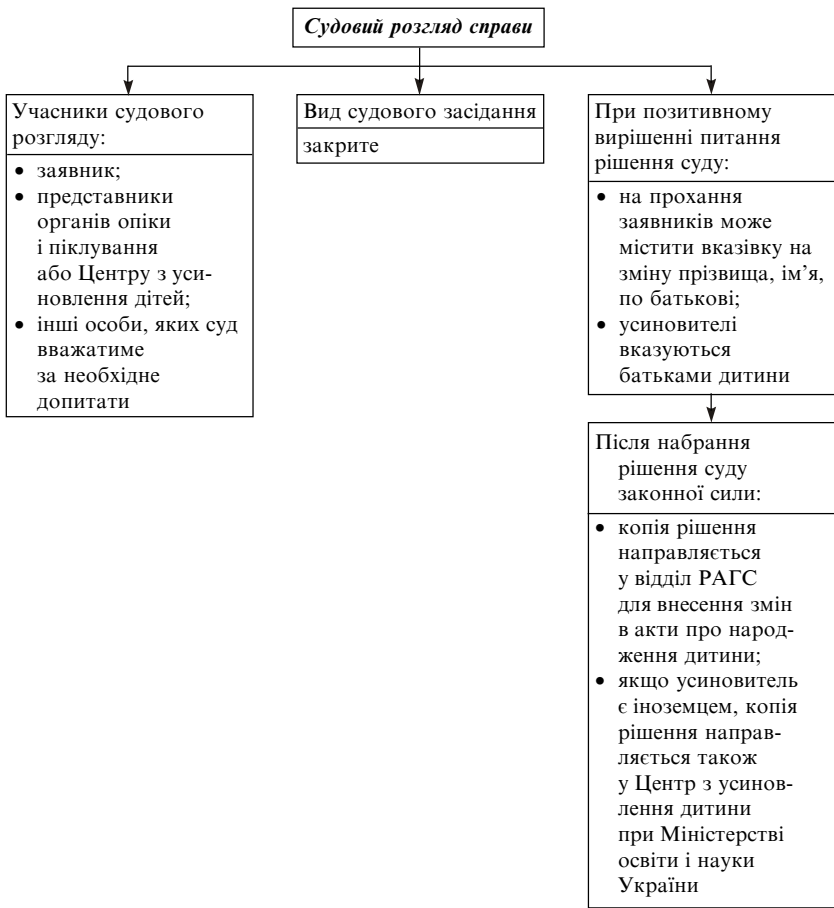 Судовий розгляд справи
Учасники судового
розгляду:
• заявник;
• представники
органів опіки
і піклування
або Центру з уси-
новлення дітей;
• інші особи, яких суд
вважатиме
за необхідне
допитати
Вид судового засідання
закрите
При позитивному
вирішенні питання
рішення суду:
• на прохання
заявників може
містити вказівку на
зміну прізвища, ім’я,
по батькові;
• усиновителі
вказуються
батьками дитини
Після набрання
рішення суду
законної сили:
• копія рішення
направляється
у відділ РАГС
для внесення змін
в акти про народ-
ження дитини;
• якщо усиновитель
є іноземцем, копія
рішення направ-
ляється також
у Центр з усинов-
лення дитини
при Міністерстві
освіти і науки
України